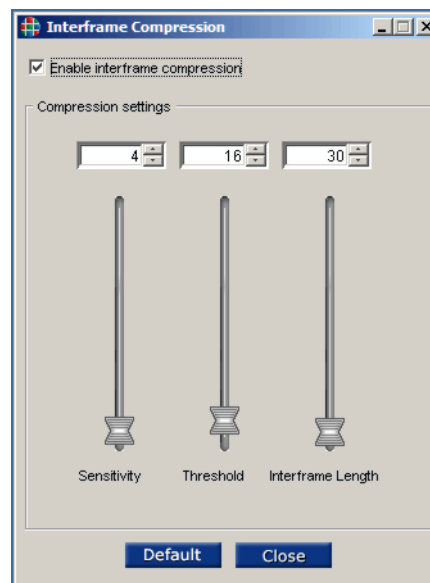 Interframe Compression
Enable interframe compression
Compression settings
4 16 30
Sensitivity Threshold Interframe Length
Default Close